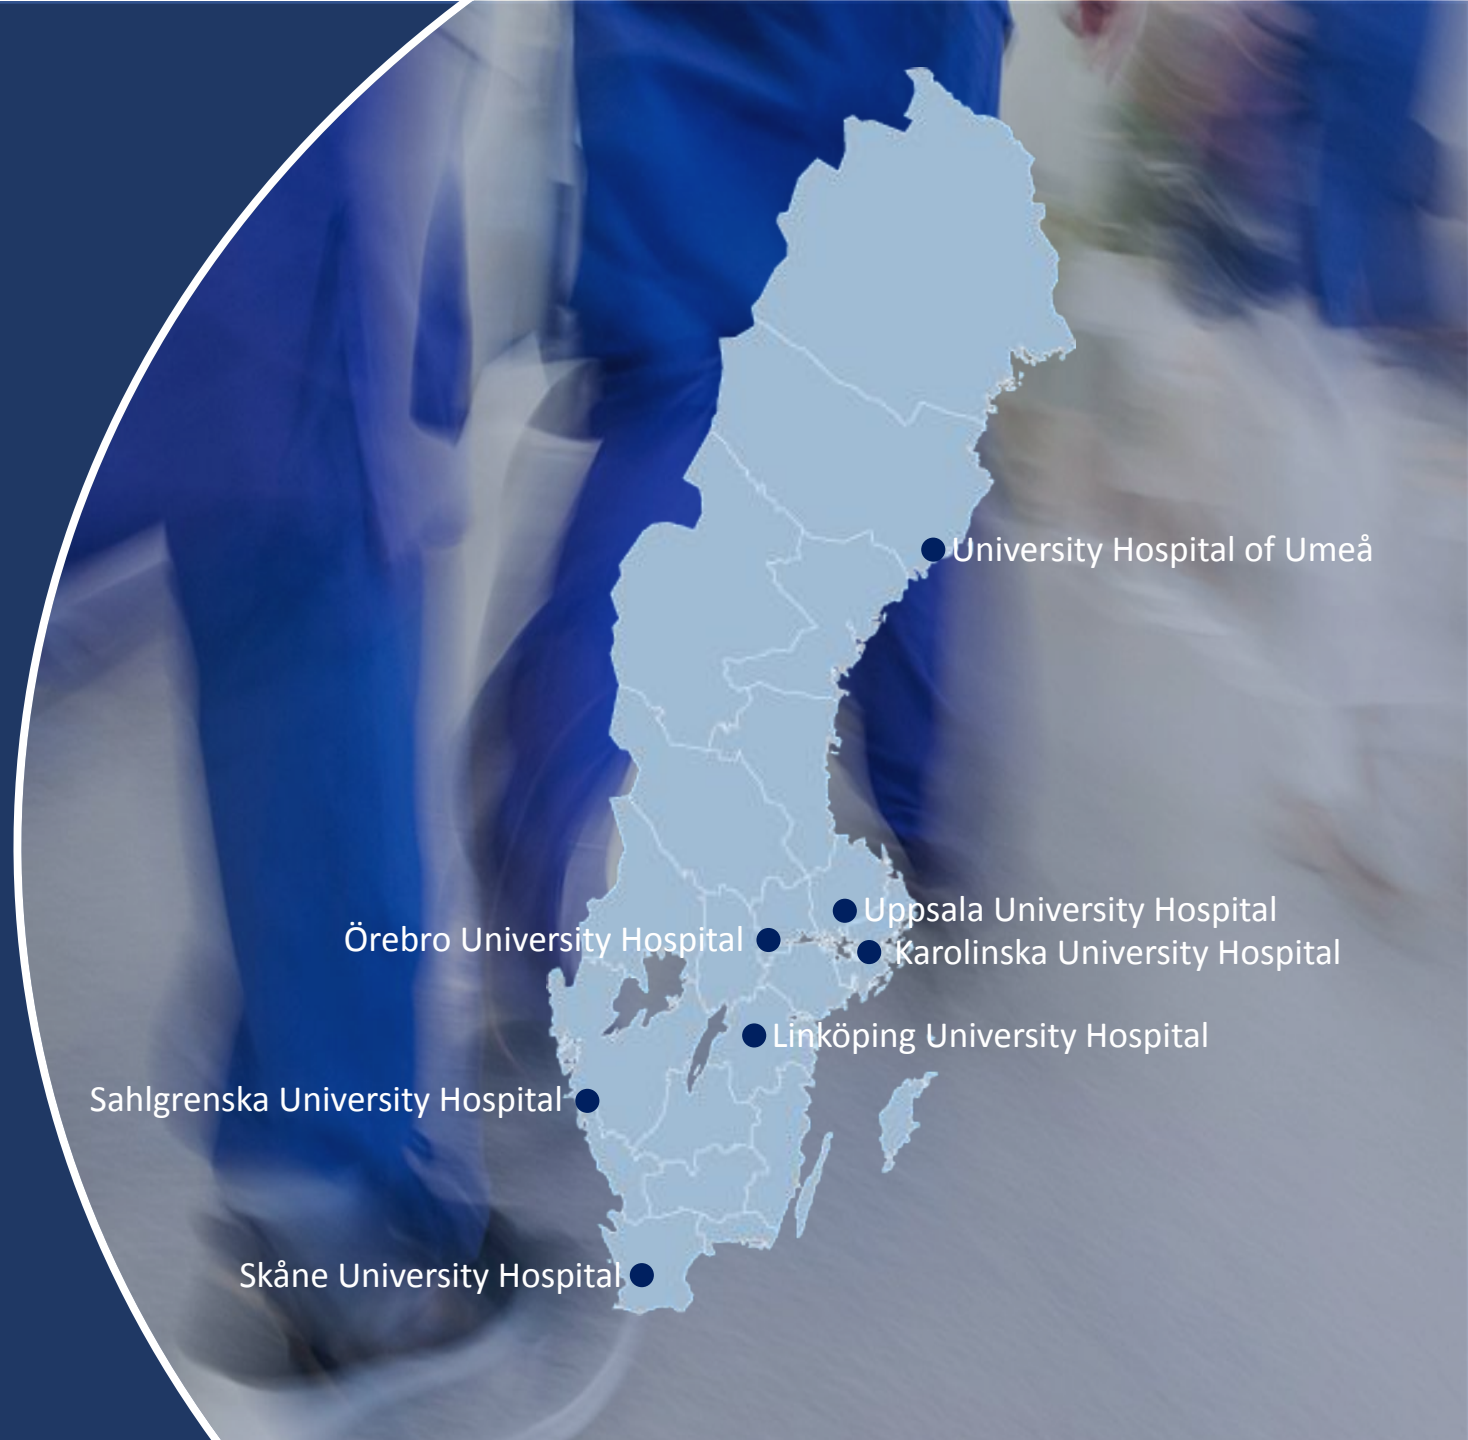 University Hospital of Umeå
Uppsala University Hospital
Örebro University Hospital
Karolinska University Hospital
Linköping University Hospital
Sahlgrenska University Hospital
Skåne University Hospital